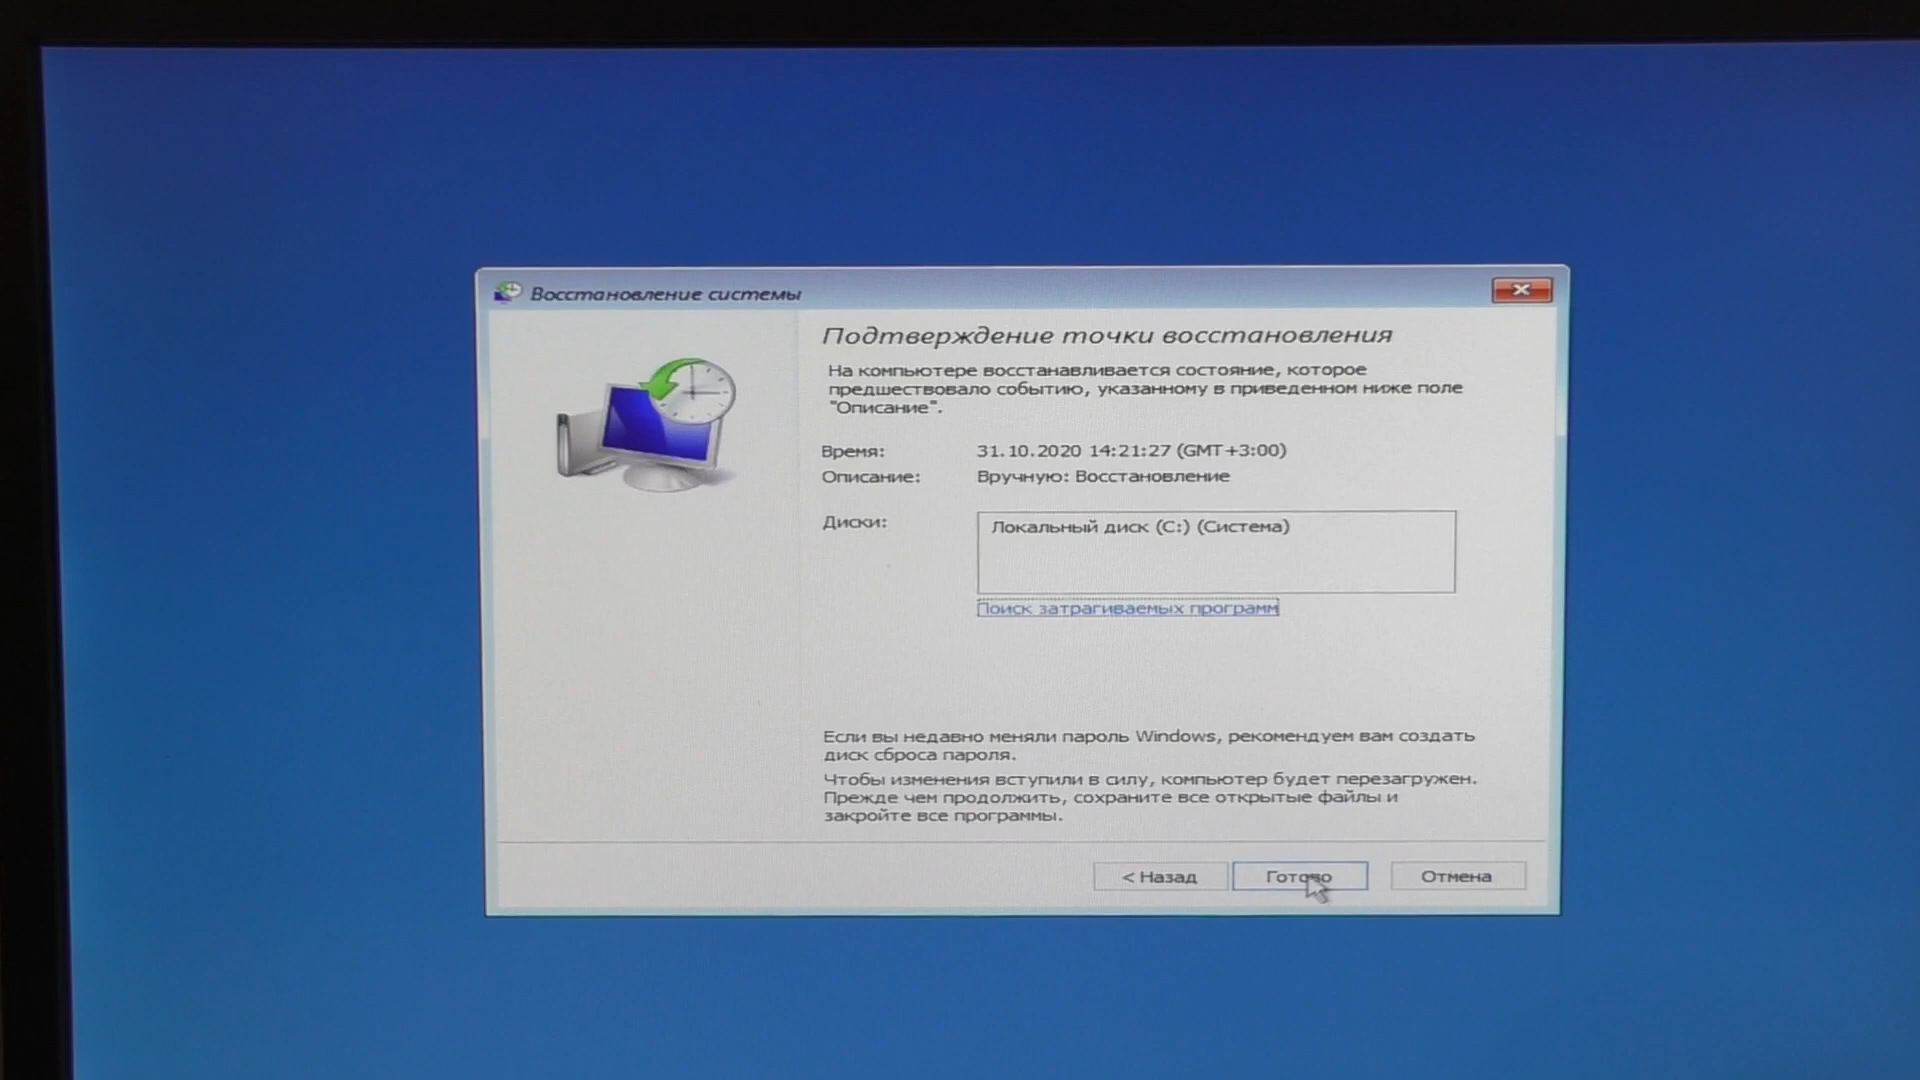 Восстановление системы
Подтверждение точки восстановления
На компьютере восстанавливается состояние, которое
предшествовало событию, указанному в приведенном ниже поле
"Описание".
Время: 31.10.2020 14:21:27 (GMT+3:00)
Описание: Вручную: Восстановление
Диски: Локальный диск (C:) (Система)
Поиск затрагиваемых программ
Если вы недавно меняли пароль Windows, рекомендуем вам создать
диск сброса пароля.
Чтобы изменения вступили в силу, компьютер будет перезагружен.
Прежде чем продолжить, сохраните все открытые файлы и
закройте все программы.
< Назад Готово Отмена